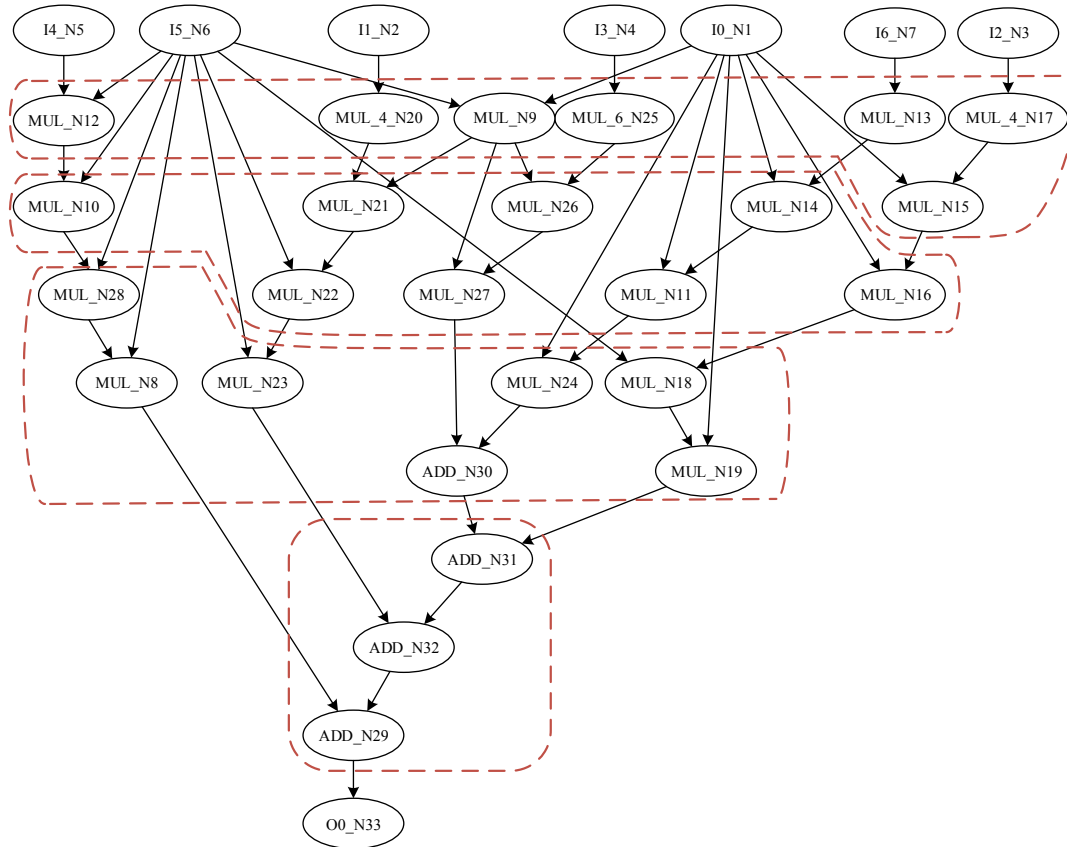 I4_N5 I5_N6 I1_N2 I3_N4 I0_N1 I6_N7 I2_N3
MUL_N12 MUL_4_N20 MUL_N9 MUL_6_N25 MUL_N13 MUL_4_N17
MUL_N10 MUL_N21 MUL_N26 MUL_N14 MUL_N15
MUL_N28 MUL_N22 MUL_N27 MUL_N11 MUL_N16
MUL_N8 MUL_N23 MUL_N24 MUL_N18
ADD_N30 MUL_N19
ADD_N31
ADD_N32
ADD_N29
O0_N33